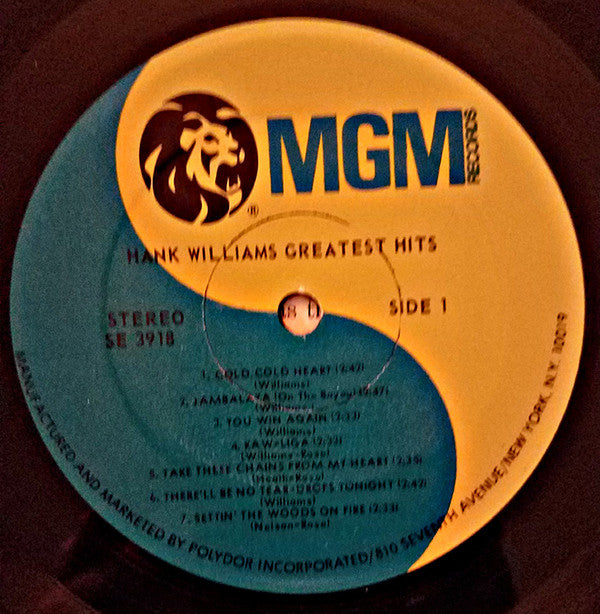 MGM RECORDS
®
HANK WILLIAMS GREATEST HITS
STEREO
SE 3918
SIDE 1
1. COLD, COLD HEART (2:42)
(Williams)
2. JAMBALAYA (On The Bayou) (2:47)
(Williams)
3. YOU WIN AGAIN (2:33)
(Williams)
4. KAW-LIGA (2:32)
(Williams-Rose)
5. TAKE THESE CHAINS FROM MY HEART (2:35)
(Heath-Rose)
6. THERE'LL BE NO TEAR-DROPS TONIGHT (2:42)
(Williams)
7. SETTIN' THE WOODS ON FIRE (2:33)
(Nelson-Rose)
MANUFACTURED AND MARKETED BY POLYDOR INCORPORATED/810 SEVENTH AVENUE/NEW YORK, N.Y. 10019